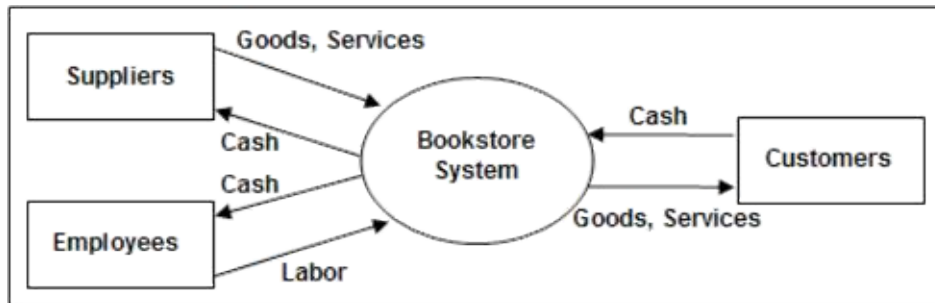 Goods, Services
Suppliers
Cash
Bookstore
System
Cash
Customers
Cash
Goods, Services
Employees
Labor